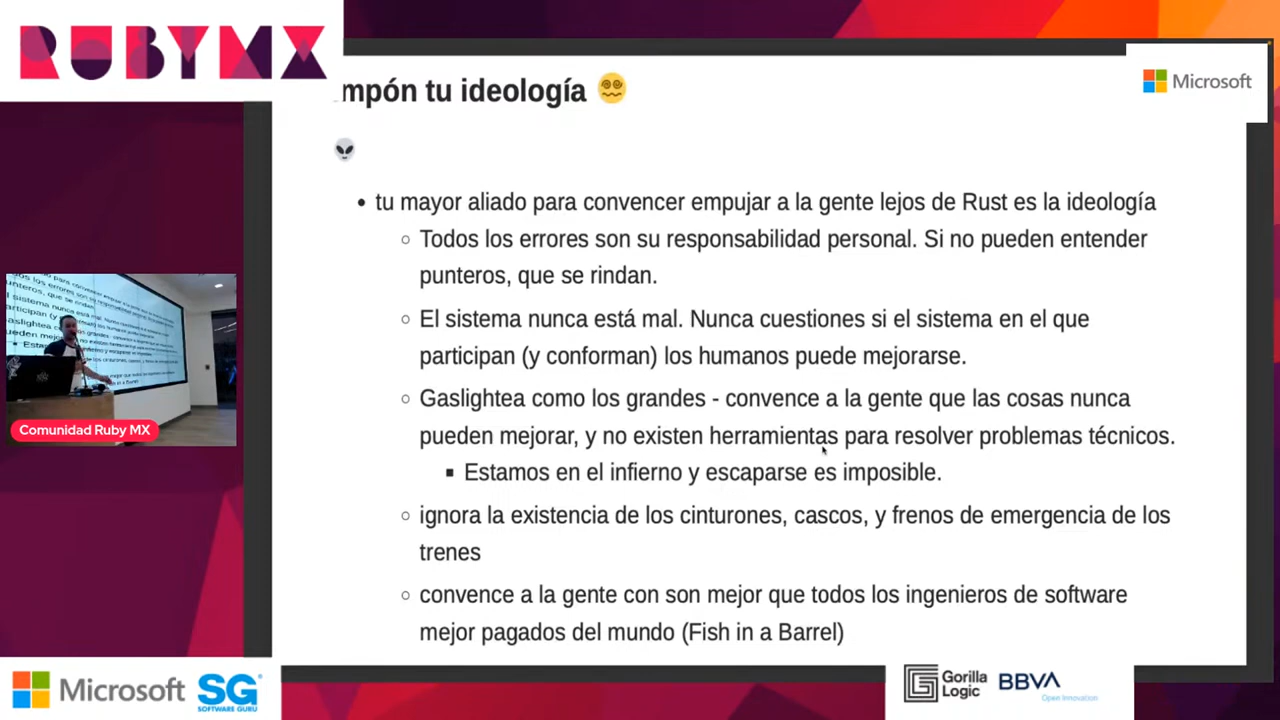 RUBYMX
Microsoft
mpón tu ideología
• tu mayor aliado para convencer empujar a la gente lejos de Rust es la ideología
○ Todos los errores son su responsabilidad personal. Si no pueden entender
punteros, que se rindan.
○ El sistema nunca está mal. Nunca cuestiones si el sistema en el que
participan (y conforman) los humanos puede mejorarse.
○ Gaslightea como los grandes - convence a la gente que las cosas nunca
pueden mejorar, y no existen herramientas para resolver problemas técnicos.
▪ Estamos en el infierno y escaparse es imposible.
○ ignora la existencia de los cinturones, cascos, y frenos de emergencia de los
trenes
○ convence a la gente con son mejor que todos los ingenieros de software
mejor pagados del mundo (Fish in a Barrel)
Comunidad Ruby MX
Microsoft
SG
SOFTWARE GURU
Gorilla
Logic
BBVA
Open Innovation